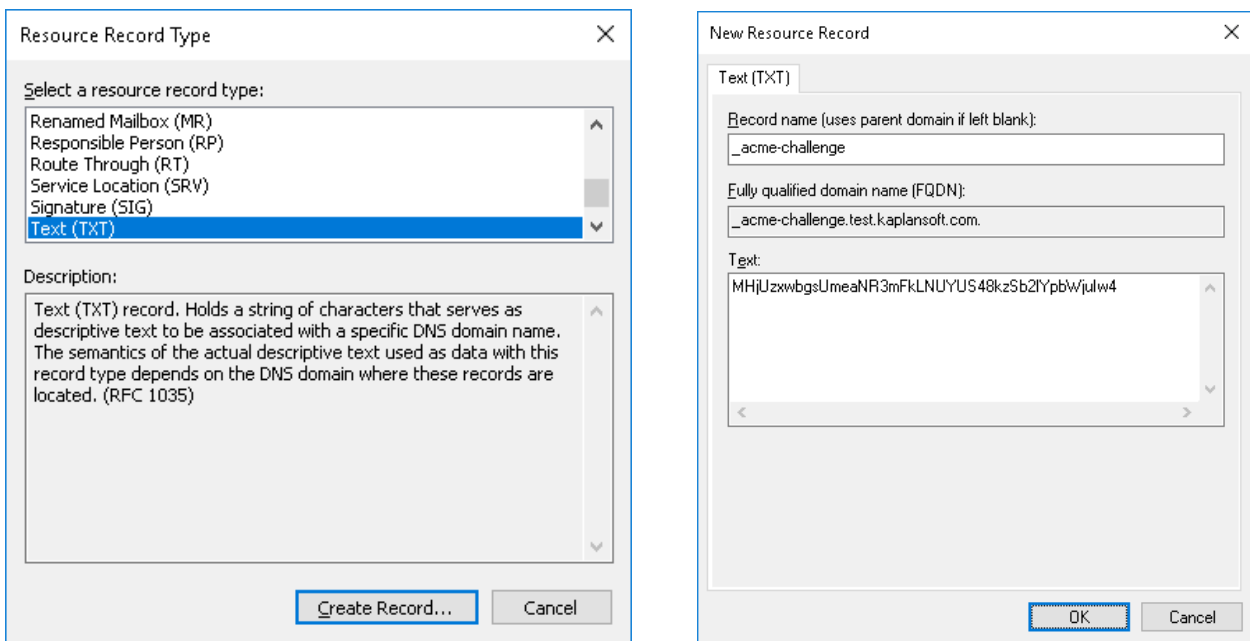 Resource Record Type
Select a resource record type:
Renamed Mailbox (MR)
Responsible Person (RP)
Route Through (RT)
Service Location (SRV)
Signature (SIG)
Text (TXT)
Description:
Text (TXT) record. Holds a string of characters that serves as
descriptive text to be associated with a specific DNS domain name.
The semantics of the actual descriptive text used as data with this
record type depends on the DNS domain where these records are
located. (RFC 1035)
Create Record...
Cancel
New Resource Record
Text (TXT)
Record name (uses parent domain if left blank):
_acme-challenge
Fully qualified domain name (FQDN):
_acme-challenge.test.kaplansoft.com.
Text:
MHjUzxwbgsUmeaNR3mFkLNUYUS48kzSb2lYpbWjulw4
OK
Cancel